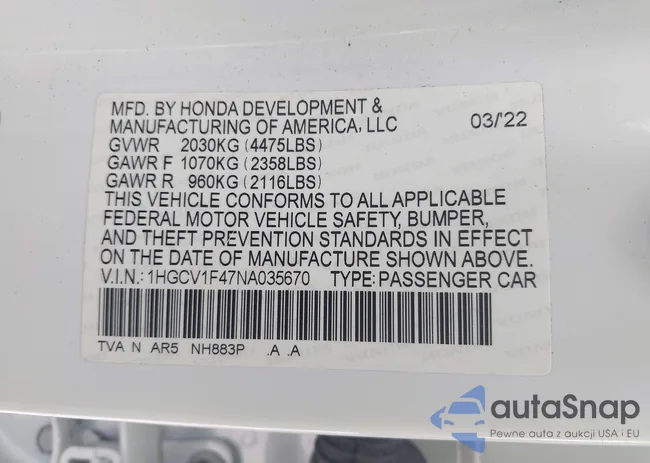 MFD. BY HONDA DEVELOPMENT &
MANUFACTURING OF AMERICA, LLC 03/'22
GVWR 2030KG (4475LBS)
GAWR F 1070KG (2358LBS)
GAWR R 960KG (2116LBS)
THIS VEHICLE CONFORMS TO ALL APPLICABLE
FEDERAL MOTOR VEHICLE SAFETY, BUMPER,
AND THEFT PREVENTION STANDARDS IN EFFECT
ON THE DATE OF MANUFACTURE SHOWN ABOVE.
V.I.N.: 1HGCV1F47NA035670 TYPE: PASSENGER CAR
TVA N AR5 NH883P .A .A
autaSnap
Pewne auta z aukcji USA i EU